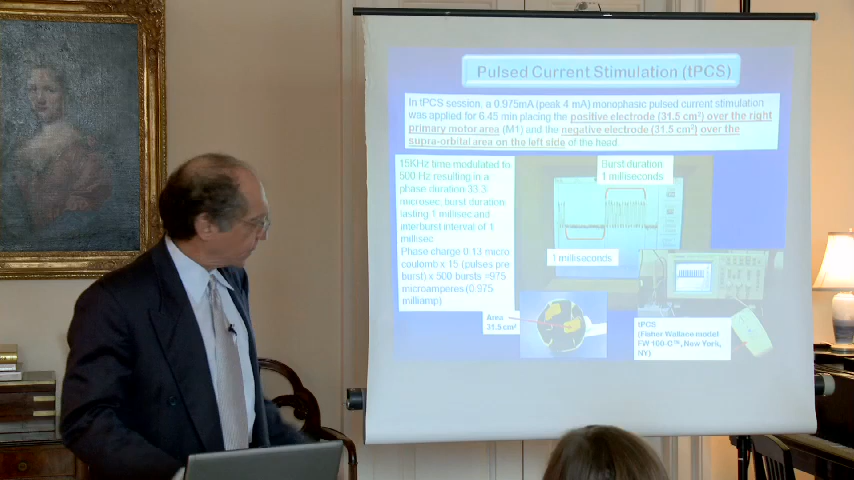 Pulsed Current Stimulation (tPCS)
In tPCS session, a 0.975mA (peak 4 mA) monophasic pulsed current stimulation
was applied for 6.45 min placing the positive electrode (31.5 cm²) over the right
primary motor area (M1) and the negative electrode (31.5 cm²) over the
supra-orbital area on the left side of the head.
15KHz time modulated to
500 Hz resulting in a
phase duration 33.3
microsec, burst duration
lasting 1 millisec and
interburst interval of 1
millisec
Phase charge 0.13 micro
coulomb x 15 (pulses pre
burst) x 500 bursts =975
microamperes (0.975
milliamp)
Burst duration
1 milliseconds
1 milliseconds
Area
31.5 cm²
tPCS
(Fisher Wallace model
FW 100-C™, New York,
NY)